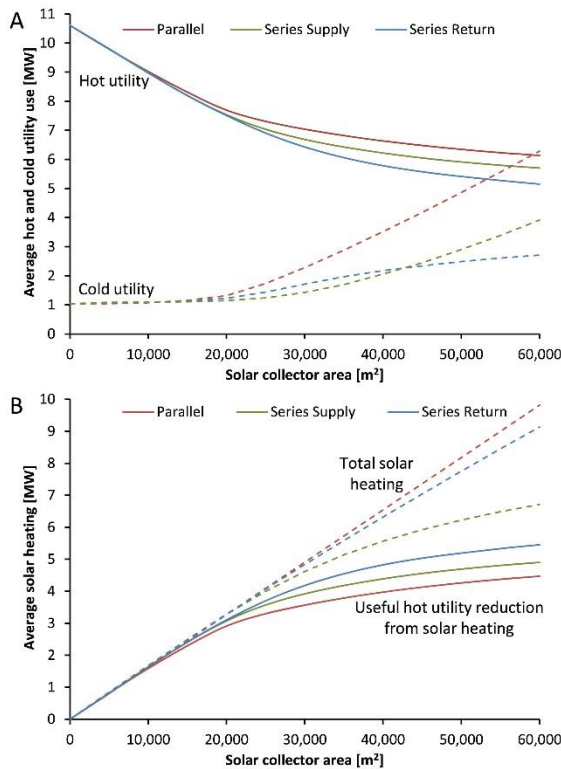 A
Parallel Series Supply Series Return
Average hot and cold utility use [MW]
11
10
9
8
7
6
5
4
3
2
1
0
Hot utility
Cold utility
0 10,000 20,000 30,000 40,000 50,000 60,000
Solar collector area [m²]
B
Parallel Series Supply Series Return
Average solar heating [MW]
10
9
8
7
6
5
4
3
2
1
0
Total solar
heating
Useful hot utility reduction
from solar heating
0 10,000 20,000 30,000 40,000 50,000 60,000
Solar collector area [m²]